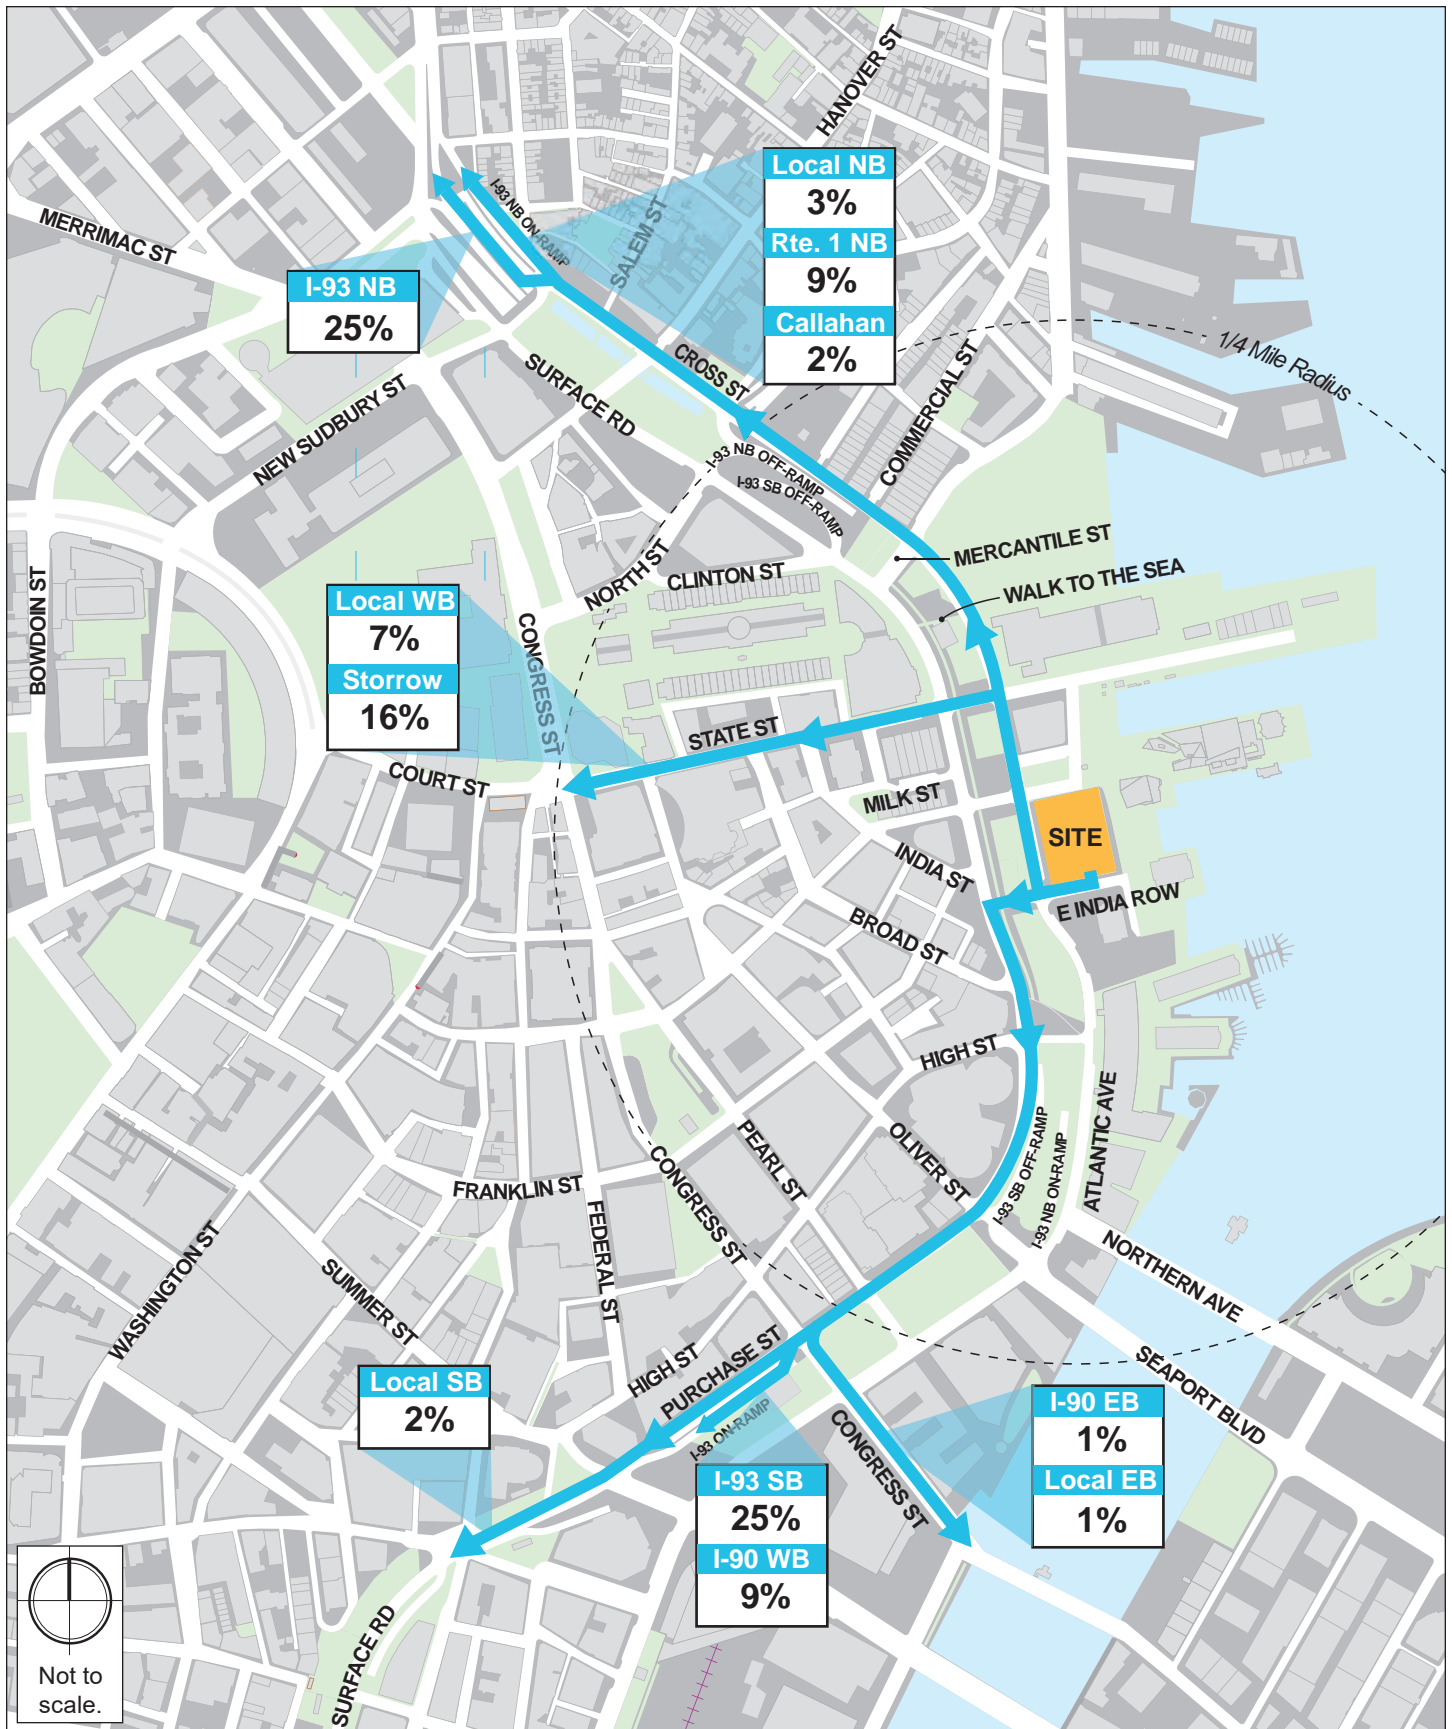 HANOVER ST
Local NB
3%
Rte. 1 NB
9%
Callahan
2%
I-93 NB ON-RAMP
SALEM ST
MERRIMAC ST
I-93 NB
25%
1/4 Mile Radius
CROSS ST
SURFACE RD
COMMERCIAL ST
NEW SUDBURY ST
I-93 NB OFF-RAMP
I-93 SB OFF-RAMP
MERCANTILE ST
WALK TO THE SEA
NORTH ST
CLINTON ST
BOWDOIN ST
Local WB
7%
Storrow
16%
CONGRESS ST
STATE ST
COURT ST
MILK ST
SITE
INDIA ST
E INDIA ROW
BROAD ST
HIGH ST
ATLANTIC AVE
PEARL ST
OLIVER ST
I-93 SB OFF-RAMP
I-93 NB ON-RAMP
CONGRESS ST
FRANKLIN ST
FEDERAL ST
WASHINGTON ST
SUMMER ST
NORTHERN AVE
SEAPORT BLVD
HIGH ST
PURCHASE ST
Local SB
2%
I-93 ON-RAMP
CONGRESS ST
I-90 EB
1%
Local EB
1%
I-93 SB
25%
I-90 WB
9%
SURFACE RD
Not to
scale.